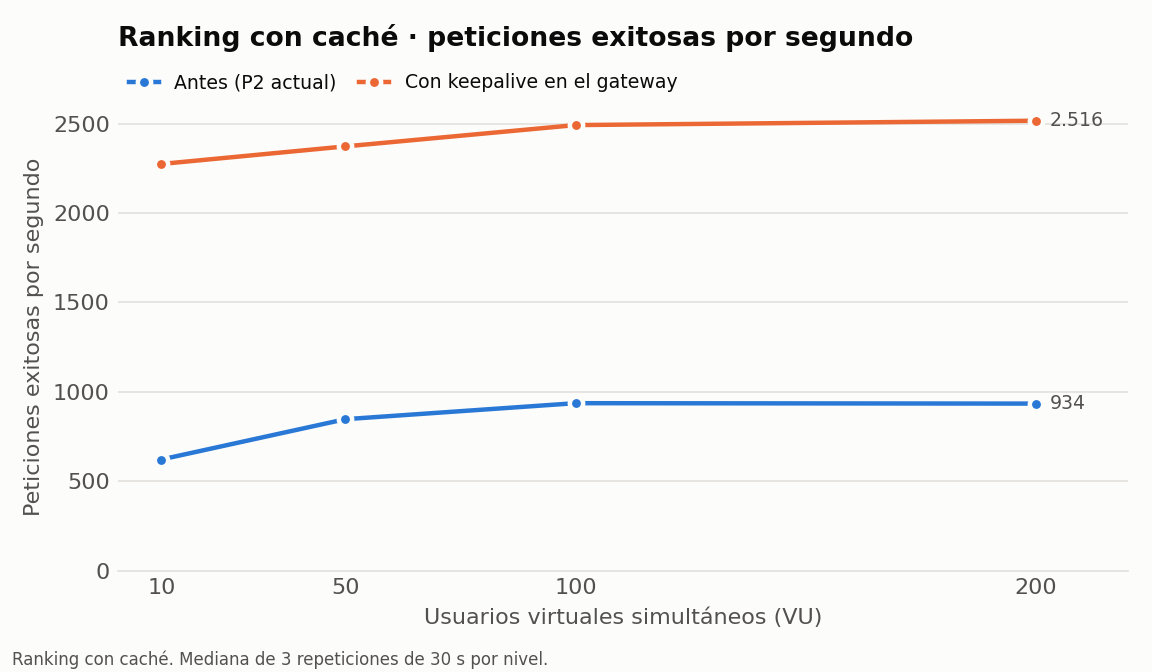 Ranking con caché · peticiones exitosas por segundo
Antes (P2 actual)
Con keepalive en el gateway
Peticiones exitosas por segundo
2500
2000
1500
1000
500
0
2.516
934
10
50
100
200
Usuarios virtuales simultáneos (VU)
Ranking con caché. Mediana de 3 repeticiones de 30 s por nivel.